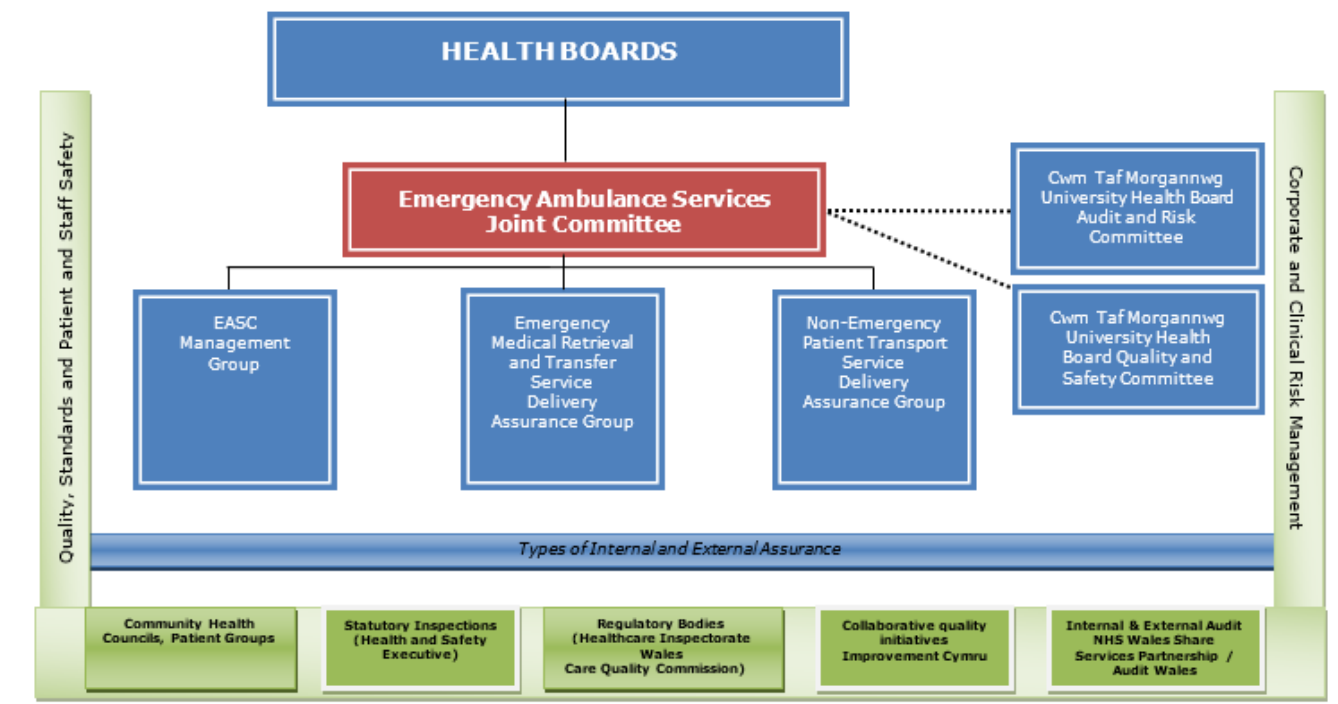 HEALTH BOARDS
Quality, Standards and Patient and Staff Safety
Emergency Ambulance Services
Joint Committee
Cwm Taf Morgannwg
University Health Board
Audit and Risk
Committee
Cwm Taf Morgannwg
University Health
Board Quality and
Safety Committee
Corporate and Clinical Risk Management
EASC
Management
Group
Emergency
Medical Retrieval
and Transfer
Service
Delivery
Assurance Group
Non-Emergency
Patient Transport
Service
Delivery
Assurance Group
Types of Internal and External Assurance
Community Health
Councils, Patient Groups
Statutory Inspections
(Health and Safety
Executive)
Regulatory Bodies
(Healthcare Inspectorate
Wales
Care Quality Commission)
Collaborative quality
initiatives
Improvement Cymru
Internal & External Audit
NHS Wales Share
Services Partnership /
Audit Wales